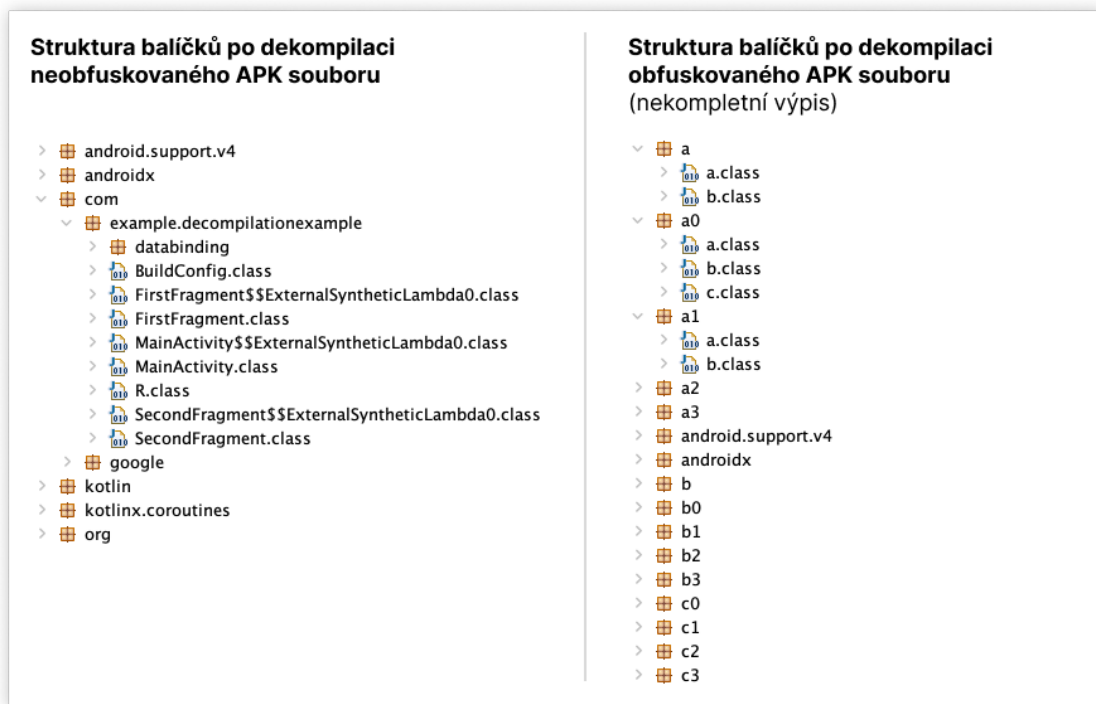 Struktura balíčků po dekompilaci
neobfuskovaného APK souboru
android.support.v4
androidx
com
example.decompilationexample
databinding
BuildConfig.class
FirstFragment$$ExternalSyntheticLambda0.class
FirstFragment.class
MainActivity$$ExternalSyntheticLambda0.class
MainActivity.class
R.class
SecondFragment$$ExternalSyntheticLambda0.class
SecondFragment.class
google
kotlin
kotlinx.coroutines
org
Struktura balíčků po dekompilaci
obfuskovaného APK souboru
(nekompletní výpis)
a
a.class
b.class
a0
a.class
b.class
c.class
a1
a.class
b.class
a2
a3
android.support.v4
androidx
b
b0
b1
b2
b3
c0
c1
c2
c3